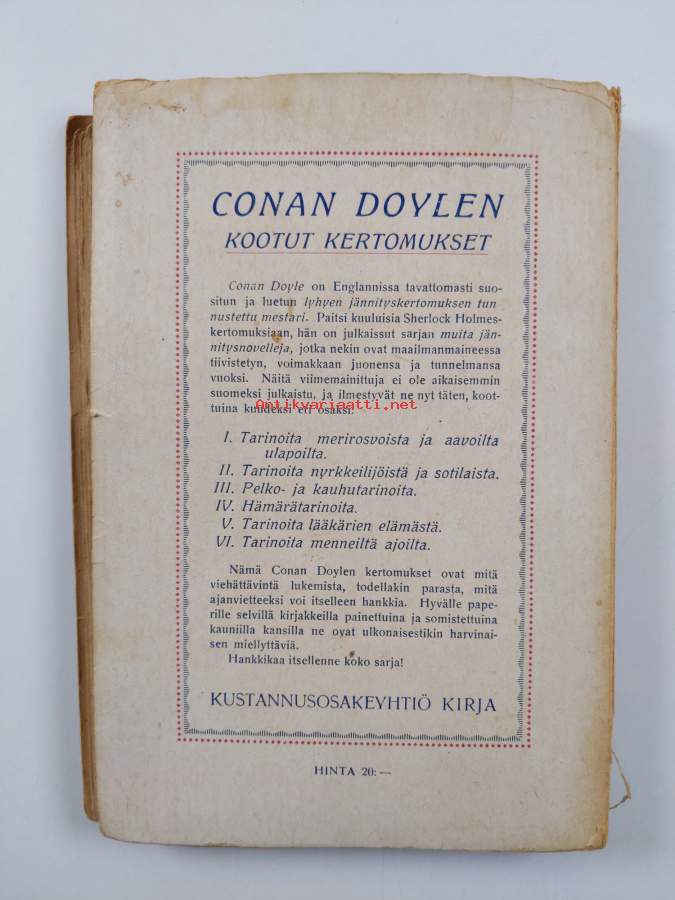 CONAN DOYLEN
KOOTUT KERTOMUKSET
Conan Doyle on Englannissa tavattomasti suo-
situn ja luetun lyhyen jännityskertomuksen tun-
nustettu mestari. Paitsi kuuluisia Sherlock Holmes-
kertomuksiaan, hän on julkaissut sarjan muita jän-
nitysnovelleja, jotka nekin ovat maailmanmaineessa
tiivistetyn, voimakkaan juonensa ja tunnelmansa
vuoksi. Näitä viimemainittuja ei ole aikaisemmin
suomeksi julkaistu, ja ilmestyvät ne nyt täten, koot-
Antikvariaatti.net
tuina kuudeksi eri osaksi:
I. Tarinoita merirosvoista ja aavoilta
ulapoilta.
II. Tarinoita nyrkkeilijöistä ja sotilaista.
III. Pelko- ja kauhutarinoita.
IV. Hämärätarinoita.
V. Tarinoita lääkärien elämästä.
VI. Tarinoita menneiltä ajoilta.
Nämä Conan Doylen kertomukset ovat mitä
viehättävintä lukemista, todellakin parasta, mitä
ajanvietteeksi voi itselleen hankkia. Hyvälle pape-
rille selvillä kirjakkeilla painettuina ja somistettuina
kauniilla kansilla ne ovat ulkonaisestikin harvinai-
sen miellyttäviä.
Hankkikaa itsellenne koko sarja!
KUSTANNUSOSAKEYHTIÖ KIRJA
HINTA 20:—